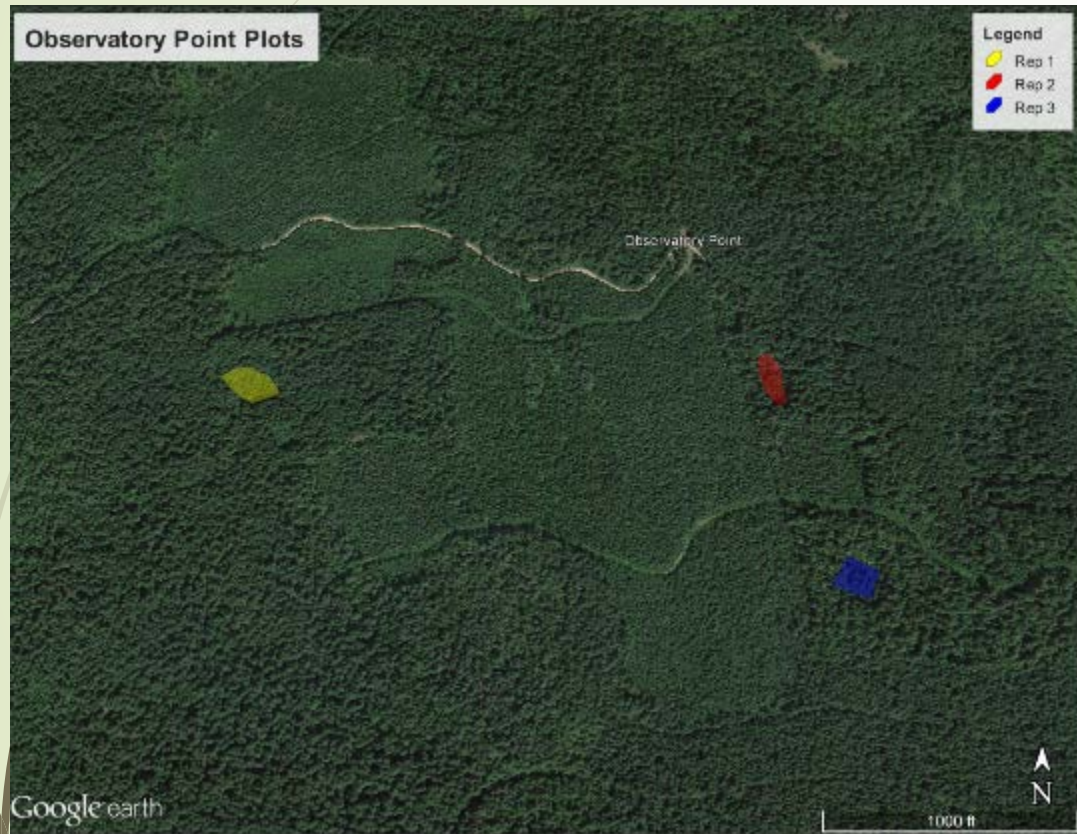 Observatory Point Plots
Legend
Rep 1
Rep 2
Rep 3
Observatory Point
N
Google earth
1000 ft